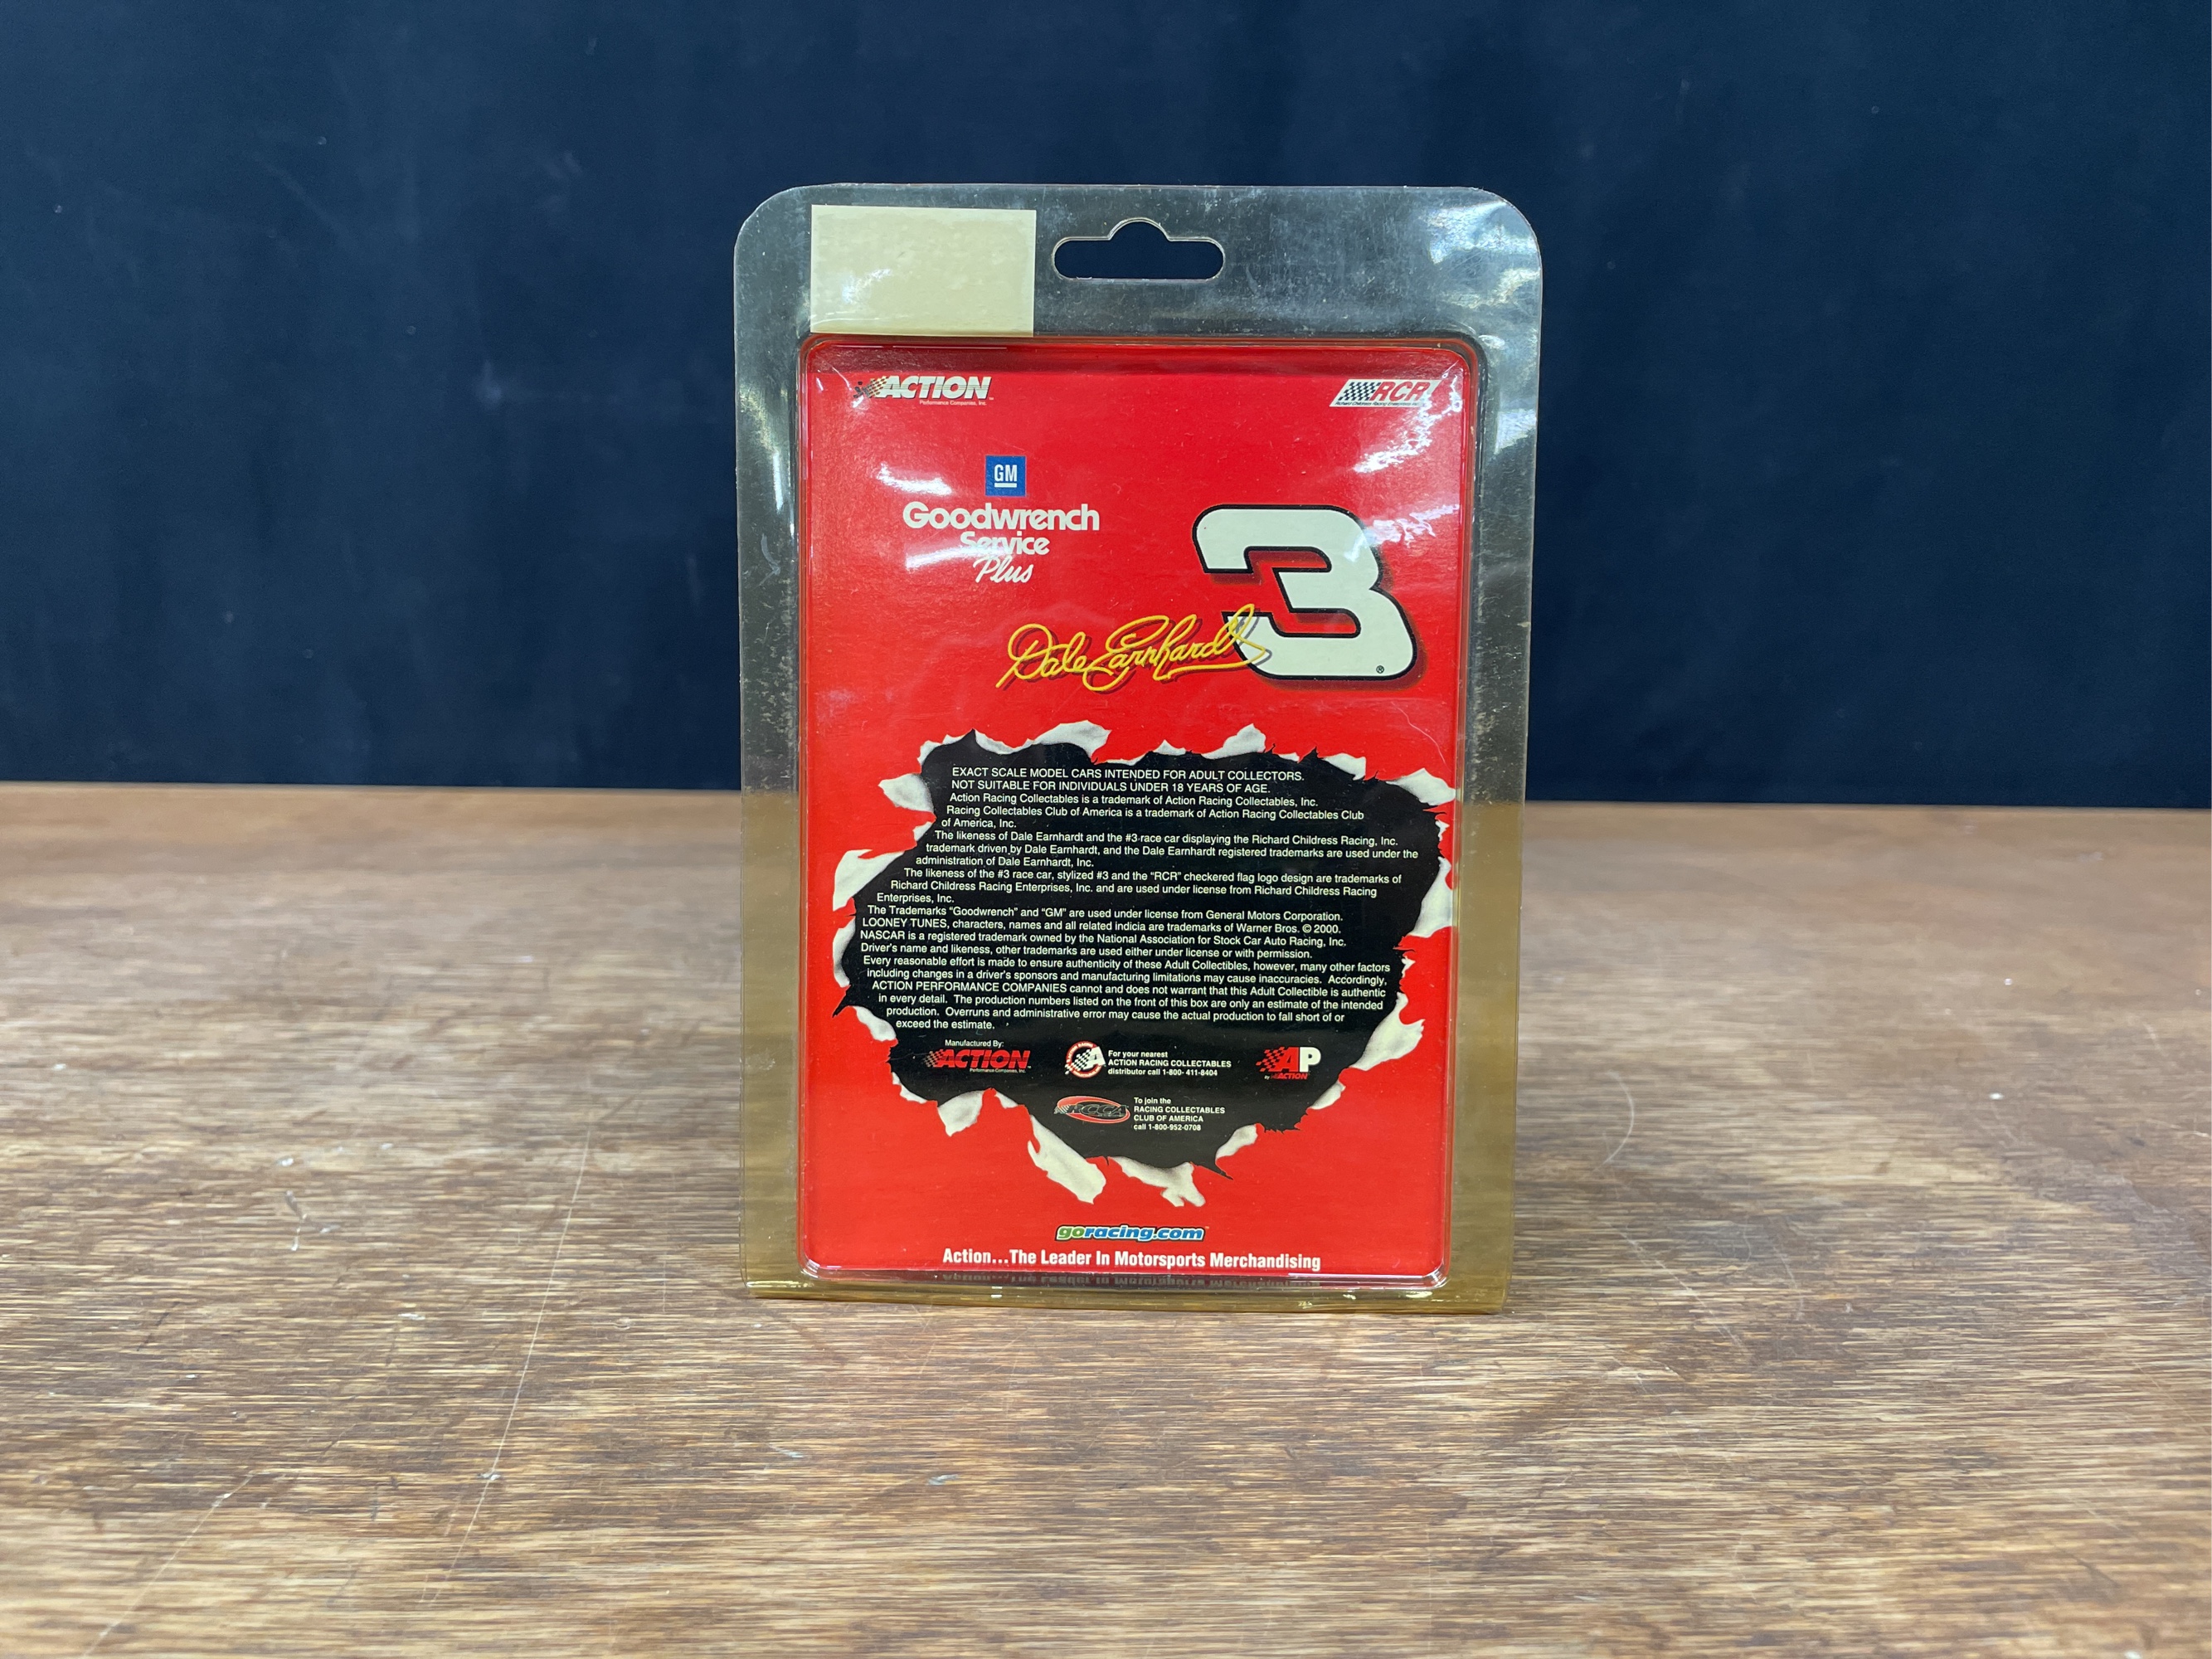 ACTION
Performance Companies, Inc.
RCR
GM
Goodwrench
Service
Plus
3
®
Dale Earnhardt
EXACT SCALE MODEL CARS INTENDED FOR ADULT COLLECTORS.
NOT SUITABLE FOR INDIVIDUALS UNDER 18 YEARS OF AGE.
Action Racing Collectables is a trademark of Action Racing Collectables, Inc.
Racing Collectables Club of America is a trademark of Action Racing Collectables Club
of America, Inc.
The likeness of Dale Earnhardt and the #3 race car displaying the Richard Childress Racing, Inc.
trademark driven by Dale Earnhardt, and the Dale Earnhardt registered trademarks are used under the
administration of Dale Earnhardt, Inc.
The likeness of the #3 race car, stylized #3 and the "RCR" checkered flag logo design are trademarks of
Richard Childress Racing Enterprises, Inc. and are used under license from Richard Childress Racing
Enterprises, Inc.
The Trademarks "Goodwrench" and "GM" are used under license from General Motors Corporation.
LOONEY TUNES, characters, names and all related indicia are trademarks of Warner Bros. © 2000.
NASCAR is a registered trademark owned by the National Association for Stock Car Auto Racing, Inc.
Driver's name and likeness, other trademarks are used either under license or with permission.
Every reasonable effort is made to ensure authenticity of these Adult Collectibles, however, many other factors
including changes in a driver's sponsors and manufacturing limitations may cause inaccuracies. Accordingly,
ACTION PERFORMANCE COMPANIES cannot and does not warrant that this Adult Collectible is authentic
in every detail. The production numbers listed on the front of this box are only an estimate of the intended
production. Overruns and administrative error may cause the actual production to fall short of or
exceed the estimate.
Manufactured By:
ACTION
Performance Companies, Inc.
A
For your nearest
ACTION RACING COLLECTABLES
distributor call 1-800-411-8404
AP
by ACTION
RCCA
To join the
RACING COLLECTABLES
CLUB OF AMERICA
call 1-800-952-0708
goracing.com
Action...The Leader In Motorsports Merchandising